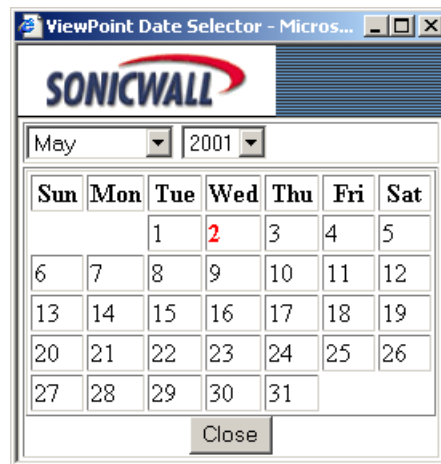 ViewPoint Date Selector - Micros...
SONICWALL
May 2001
Sun Mon Tue Wed Thu Fri Sat
1 2 3 4 5
6 7 8 9 10 11 12
13 14 15 16 17 18 19
20 21 22 23 24 25 26
27 28 29 30 31
Close